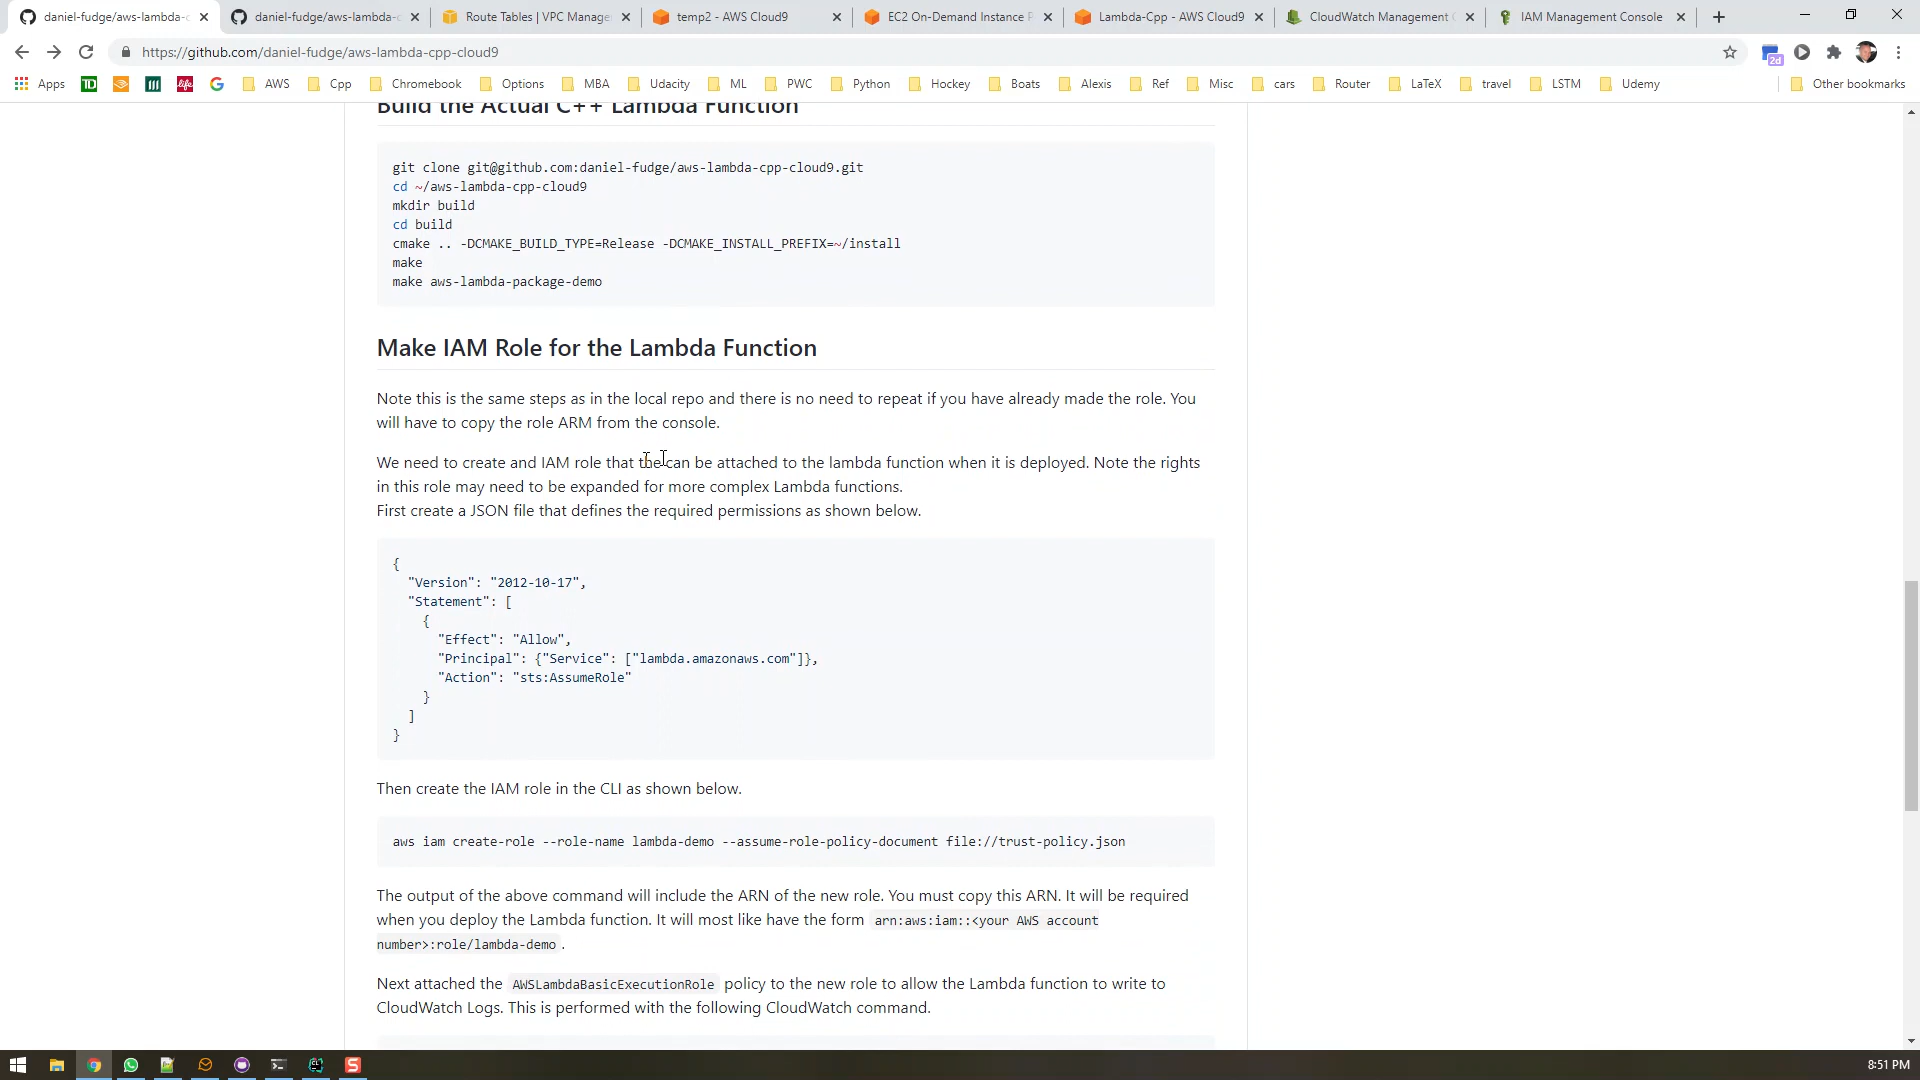 daniel-fudge/aws-lambda-c
daniel-fudge/aws-lambda-c
Route Tables | VPC Manage
temp2 - AWS Cloud9
EC2 On-Demand Instance P
Lambda-Cpp - AWS Cloud9
CloudWatch Management C
IAM Management Console
https://github.com/daniel-fudge/aws-lambda-cpp-cloud9
2d
Apps
TD
life
G
AWS
Cpp
Chromebook
Options
MBA
Udacity
ML
PWC
Python
Hockey
Boats
Alexis
Ref
Misc
cars
Router
LaTeX
travel
LSTM
Udemy
Other bookmarks
Build the Actual C++ Lambda Function
git clone git@github.com:daniel-fudge/aws-lambda-cpp-cloud9.git
cd ~/aws-lambda-cpp-cloud9
mkdir build
cd build
cmake .. -DCMAKE_BUILD_TYPE=Release -DCMAKE_INSTALL_PREFIX=~/install
make
make aws-lambda-package-demo
Make IAM Role for the Lambda Function
Note this is the same steps as in the local repo and there is no need to repeat if you have already made the role. You
will have to copy the role ARM from the console.
We need to create and IAM role that the can be attached to the lambda function when it is deployed. Note the rights
in this role may need to be expanded for more complex Lambda functions.
First create a JSON file that defines the required permissions as shown below.
{
"Version": "2012-10-17",
"Statement": [
{
"Effect": "Allow",
"Principal": {"Service": ["lambda.amazonaws.com"]},
"Action": "sts:AssumeRole"
}
]
}
Then create the IAM role in the CLI as shown below.
aws iam create-role --role-name lambda-demo --assume-role-policy-document file://trust-policy.json
The output of the above command will include the ARN of the new role. You must copy this ARN. It will be required
when you deploy the Lambda function. It will most like have the form arn:aws:iam::<your AWS account
number>:role/lambda-demo .
Next attached the AWSLambdaBasicExecutionRole policy to the new role to allow the Lambda function to write to
CloudWatch Logs. This is performed with the following CloudWatch command.
8:51 PM